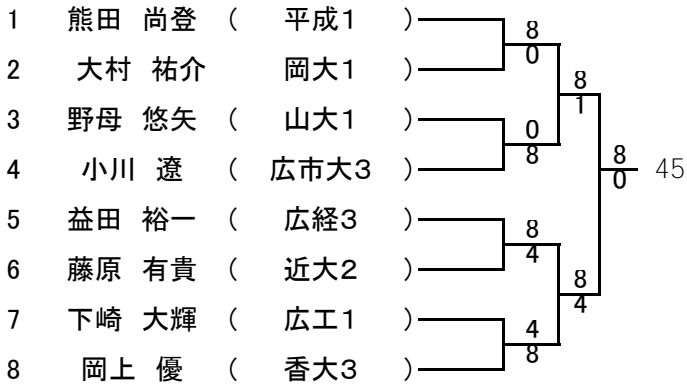 1 熊田 尚登 ( 平成1 )
8
0
2 大村 祐介 岡大1 )
8
1
3 野母 悠矢 ( 山大1 )
0
8
4 小川 遼 ( 広市大3 )
8
0
45
5 益田 裕一 ( 広経3 )
8
4
6 藤原 有貴 ( 近大2 )
8
4
7 下崎 大輝 ( 広工1 )
4
8
8 岡上 優 ( 香大3 )